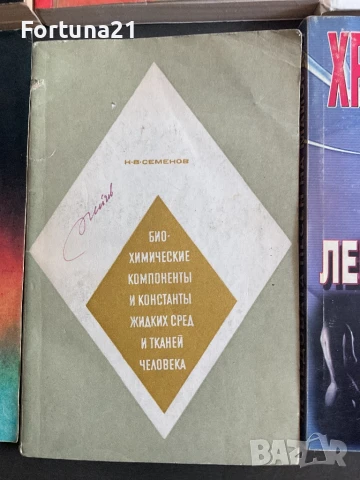 Fortuna21
Н·В·СЕМЕНОВ
БИО-
ХИМИЧЕСКИЕ
КОМПОНЕНТЫ
И КОНСТАНТЫ
ЖИДКИХ СРЕД
И ТКАНЕЙ
ЧЕЛОВЕКА
ХР
ЛЕ
BAZAR